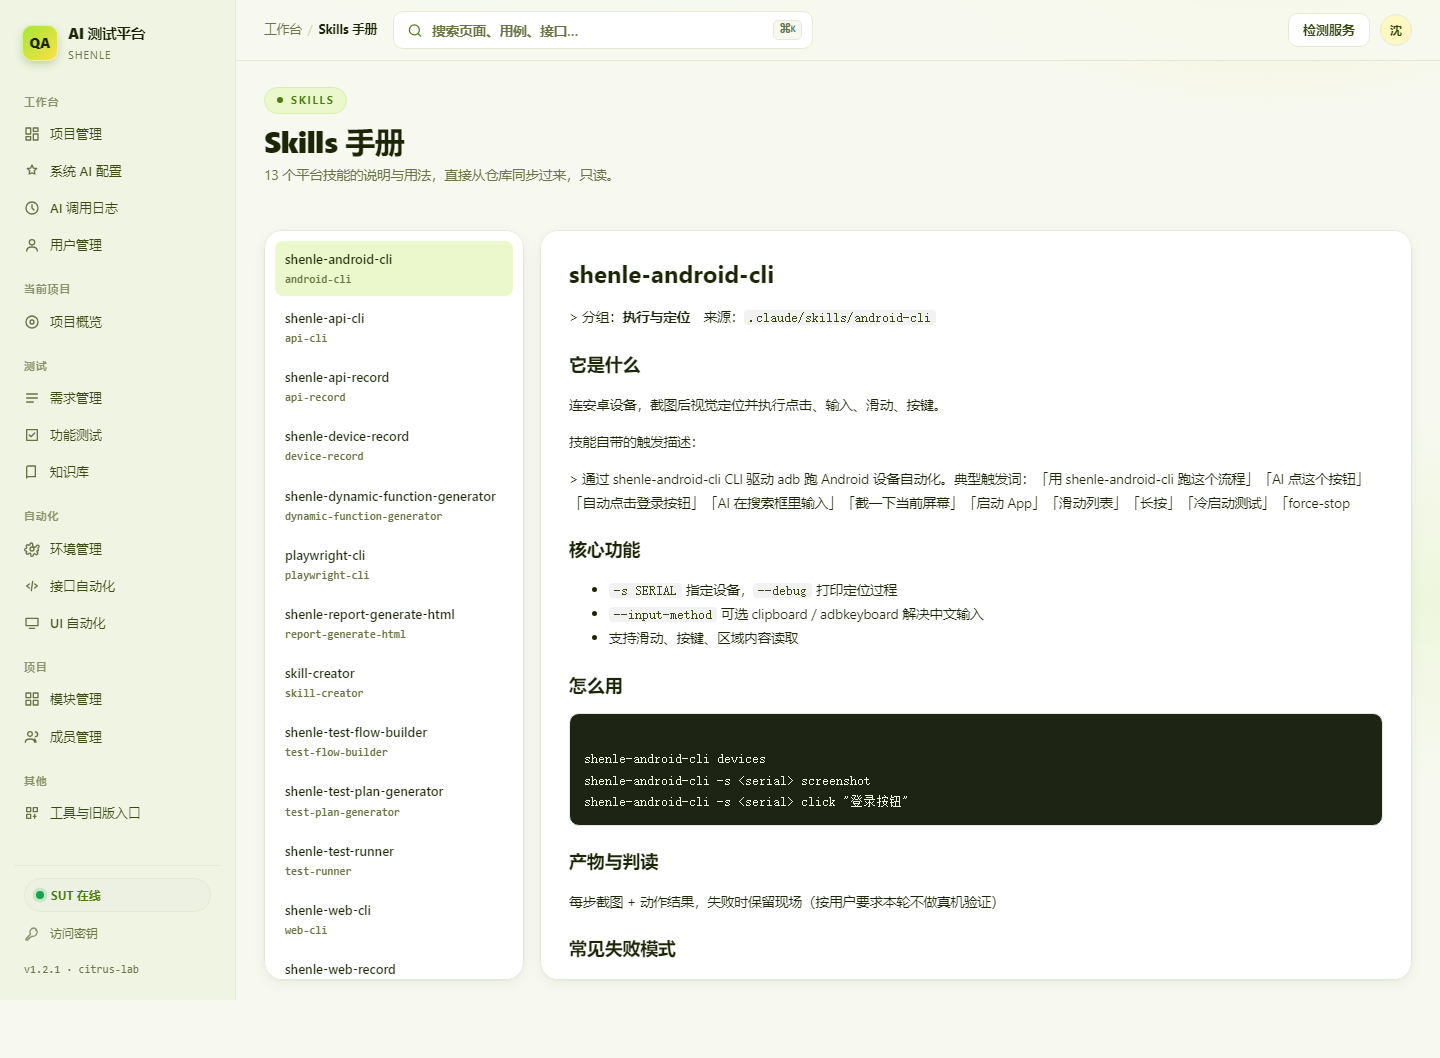 QA
AI 测试平台
SHENLE
工作台
项目管理
系统 AI 配置
AI 调用日志
用户管理
当前项目
项目概览
测试
需求管理
功能测试
知识库
自动化
环境管理
接口自动化
UI 自动化
项目
模块管理
成员管理
其他
工具与旧版入口
SUT 在线
访问密钥
v1.2.1 · citrus-lab
工作台 / Skills 手册
搜索页面、用例、接口...
⌘K
检测服务
沈
SKILLS
Skills 手册
13 个平台技能的说明与用法，直接从仓库同步过来，只读。
shenle-android-cli
android-cli
shenle-api-cli
api-cli
shenle-api-record
api-record
shenle-device-record
device-record
shenle-dynamic-function-generator
dynamic-function-generator
playwright-cli
playwright-cli
shenle-report-generate-html
report-generate-html
skill-creator
skill-creator
shenle-test-flow-builder
test-flow-builder
shenle-test-plan-generator
test-plan-generator
shenle-test-runner
test-runner
shenle-web-cli
web-cli
shenle-web-record
shenle-android-cli
> 分组：执行与定位 来源：.claude/skills/android-cli
它是什么
连安卓设备，截图后视觉定位并执行点击、输入、滑动、按键。
技能自带的触发描述：
> 通过 shenle-android-cli CLI 驱动 adb 跑 Android 设备自动化。典型触发词：「用 shenle-android-cli 跑这个流程」「AI 点这个按钮」
「自动点击登录按钮」「AI 在搜索框里输入」「截一下当前屏幕」「启动 App」「滑动列表」「长按」「冷启动测试」「force-stop
核心功能
• -s SERIAL 指定设备，--debug 打印定位过程
• --input-method 可选 clipboard / adbkeyboard 解决中文输入
• 支持滑动、按键、区域内容读取
怎么用
shenle-android-cli devices
shenle-android-cli -s <serial> screenshot
shenle-android-cli -s <serial> click "登录按钮"
产物与判读
每步截图 + 动作结果，失败时保留现场（按用户要求本轮不做真机验证）
常见失败模式